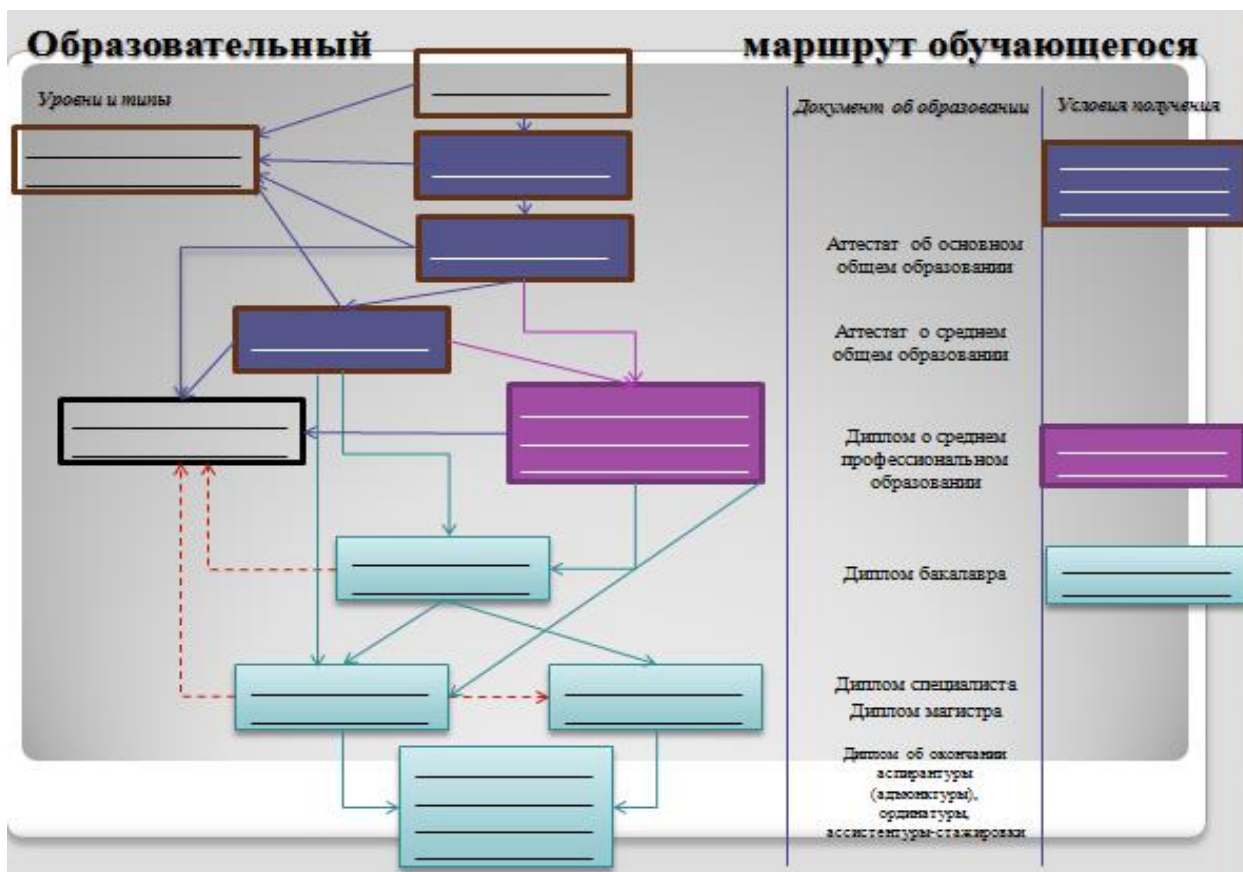 Образовательный маршрут обучающегося
Уровни и типы
Документ об образовании
Условия получения
Аттестат об основном
общем образовании
Аттестат о среднем
общем образовании
Диплом о среднем
профессиональном
образовании
Диплом бакалавра
Диплом специалиста
Диплом магистра
Диплом об окончании
аспирантуры
(адъюнктуры),
ординатуры,
ассистентуры-стажировки